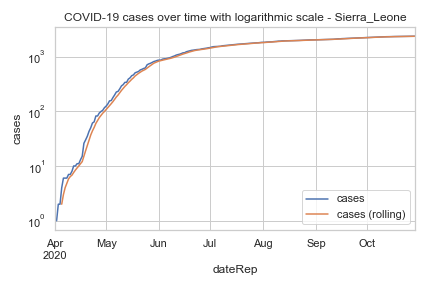 COVID-19 cases over time with logarithmic scale - Sierra_Leone
cases
10³
10²
10¹
10⁰
cases
cases (rolling)
Apr May Jun Jul Aug Sep Oct
2020
dateRep